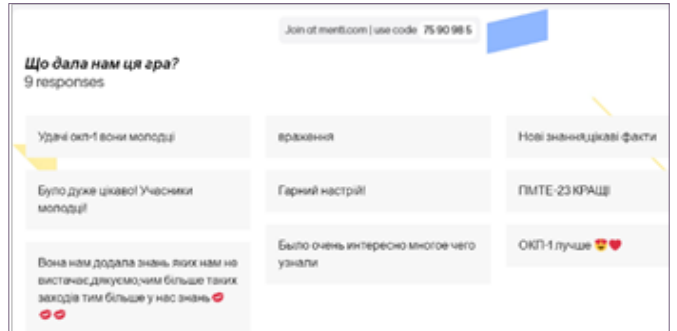 Join at menti.com | use code 75 90 98 5
Що дала нам ця гра?
9 responses
Удачі окп-1 вони молодці
враження
Нові знання,цікаві факти
Було дуже цікаво! Учасники
молодці!
Гарний настрій!
ПМТЕ-23 КРАЩІ
Вона нам додала знань яких нам не
вистачає,дякуємо,чим більше таких
заходів тим більше у нас знань💋
💋💋
Было очень интересно многое чего
узнали
ОКП-1 лучше 😍❤️